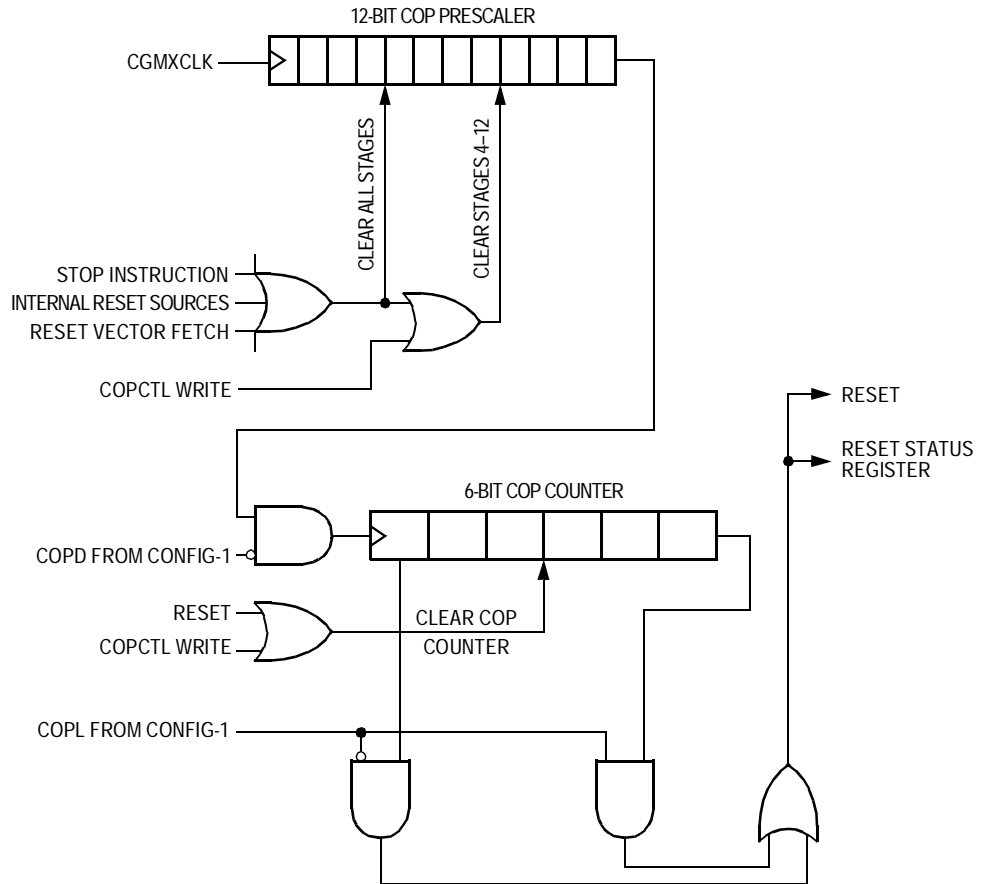 12-BIT COP PRESCALER
CGMXCLK
CLEAR ALL STAGES
CLEAR STAGES 4–12
STOP INSTRUCTION
INTERNAL RESET SOURCES
RESET VECTOR FETCH
COPCTL WRITE
RESET
RESET STATUS
REGISTER
6-BIT COP COUNTER
COPD FROM CONFIG-1
RESET
COPCTL WRITE
CLEAR COP
COUNTER
COPL FROM CONFIG-1